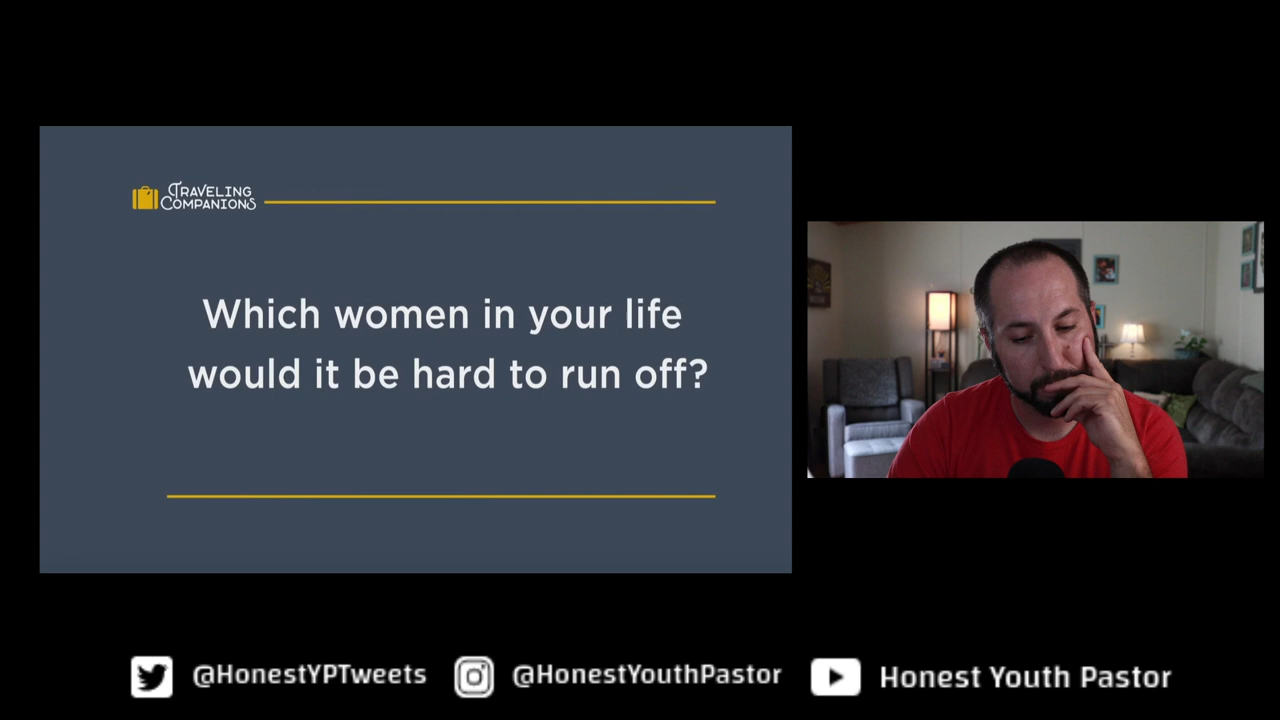 TRAVELING
COMPANIONS
Which women in your life
would it be hard to run off?
@HonestYPTweets
@HonestYouthPastor
Honest Youth Pastor